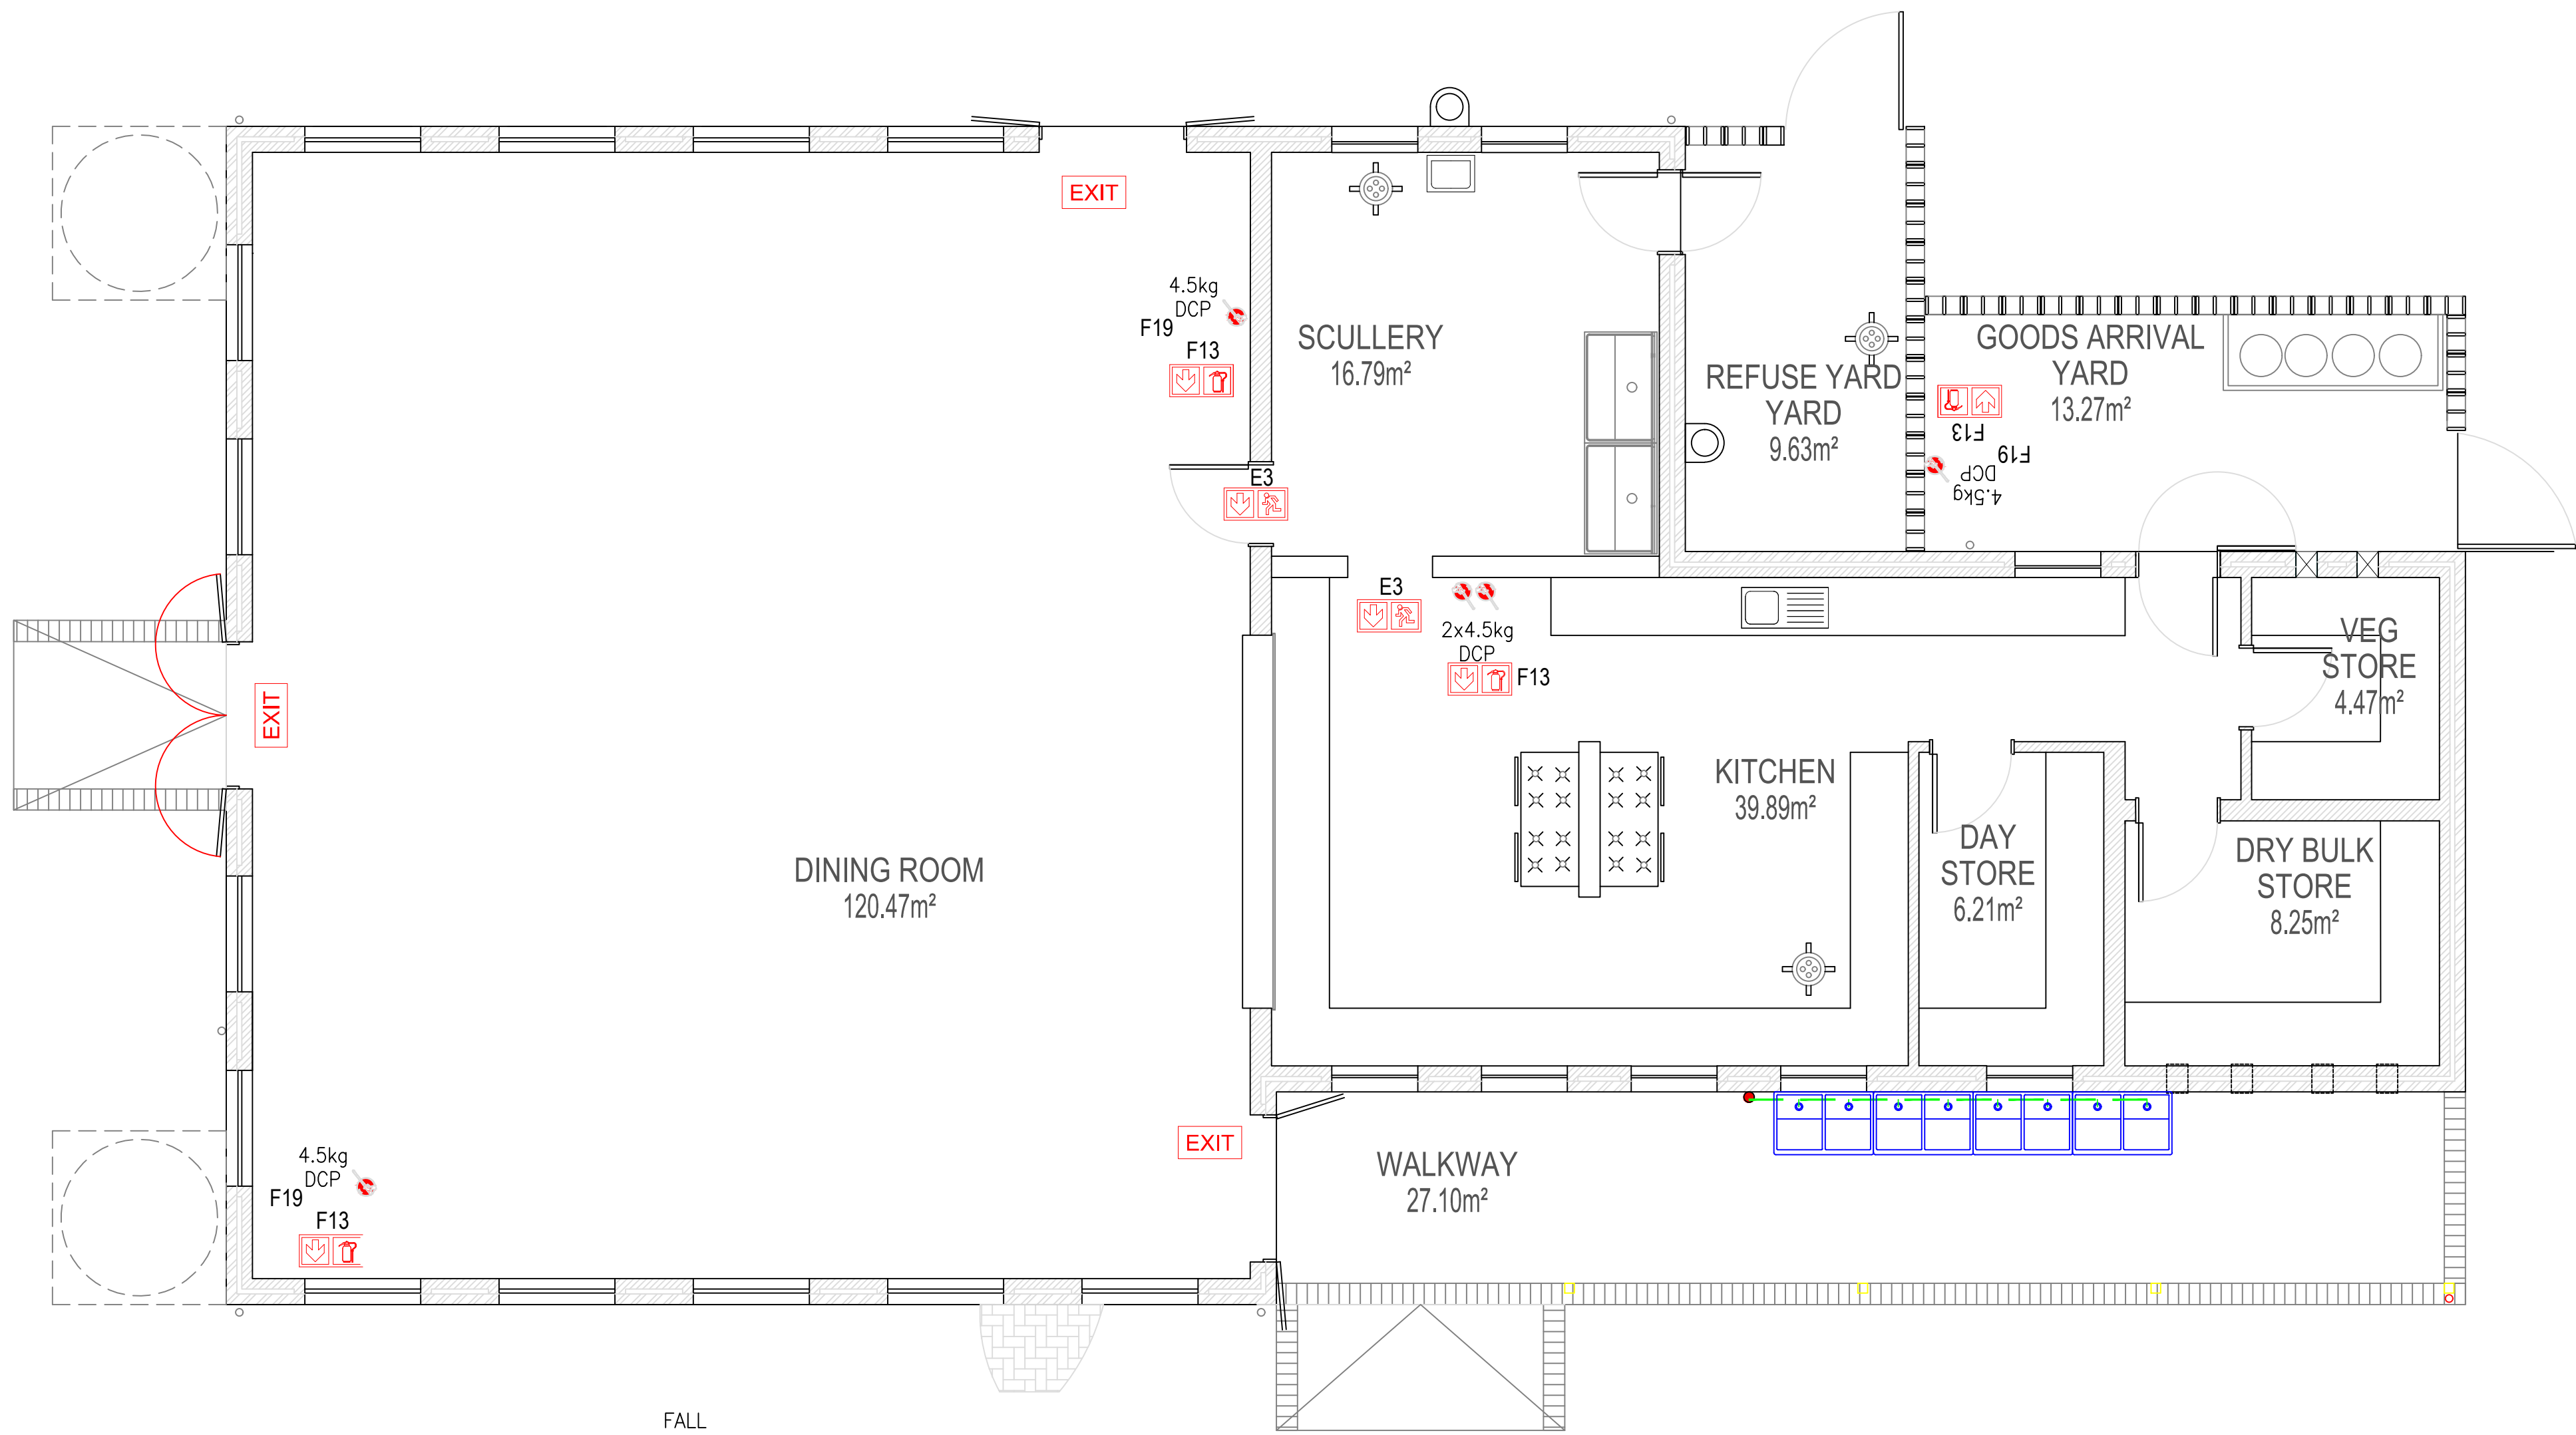 EXIT
4.5kg
DCP
F19
F13
SCULLERY
16.79m²
REFUSE YARD
YARD
9.63m²
GOODS ARRIVAL
YARD
13.27m²
F13
F19
DCP
4.5kg
E3
E3
2x4.5kg
DCP
F13
VEG
STORE
4.47m²
EXIT
KITCHEN
39.89m²
DINING ROOM
120.47m²
DAY
STORE
6.21m²
DRY BULK
STORE
8.25m²
EXIT
WALKWAY
27.10m²
4.5kg
DCP
F19
F13
FALL